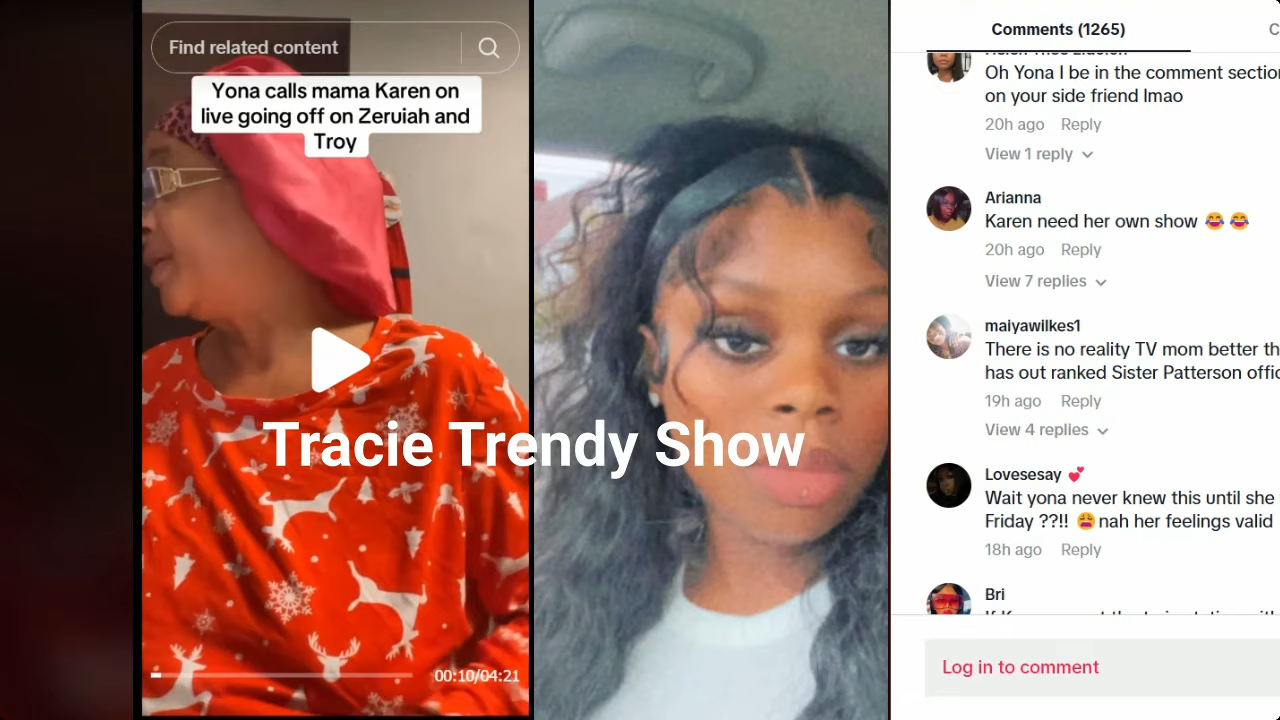 Find related content
Yona calls mama Karen on
live going off on Zeruiah and
Troy
Tracie Trendy Show
00:10/04:21
Comments (1265)
C
Oh Yona I be in the comment section
on your side friend lmao
20h ago Reply
View 1 reply
Arianna
Karen need her own show 😂😂
20h ago Reply
View 7 replies
maiyawilkes1
There is no reality TV mom better th
has out ranked Sister Patterson offic
19h ago Reply
View 4 replies
Lovesesay 💕
Wait yona never knew this until she
Friday ??!! 😩nah her feelings valid
18h ago Reply
Bri
Log in to comment